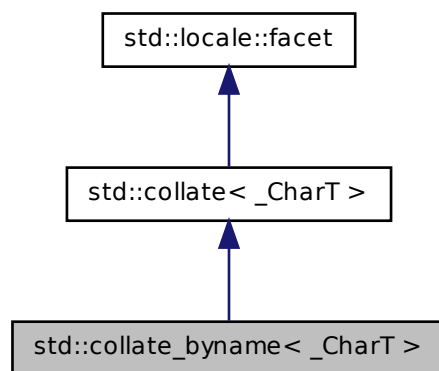 std::locale::facet
std::collate< _CharT >
std::collate_byname< _CharT >